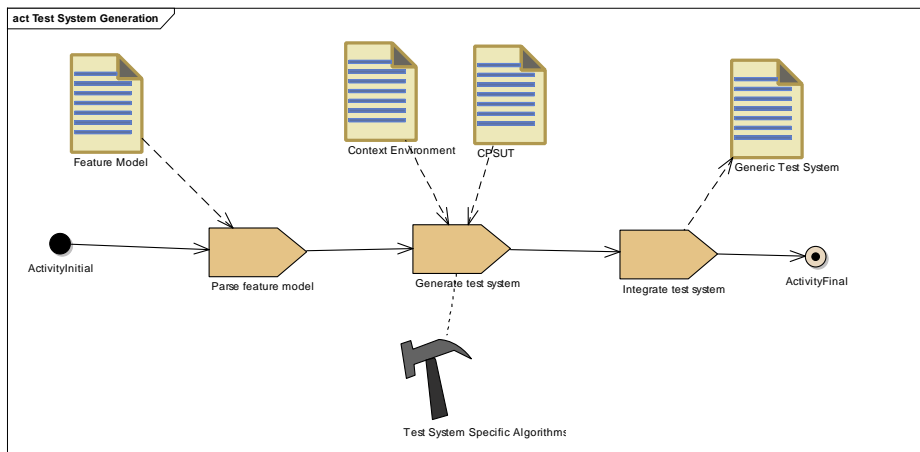 act Test System Generation
Feature Model
Context Environment
CPSUT
Generic Test System
ActivityInitial
Parse feature model
Generate test system
Integrate test system
ActivityFinal
Test System Specific Algorithms